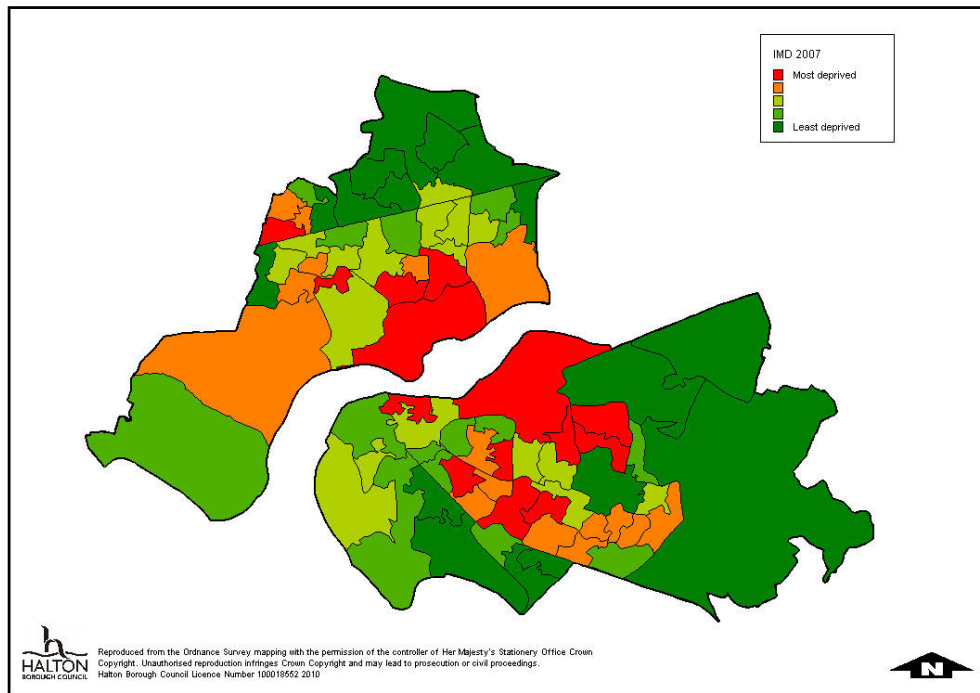 IMD 2007
Most deprived
Least deprived
HALTON
BOROUGH COUNCIL
Reproduced from the Ordnance Survey mapping with the permission of the controller of Her Majesty's Stationery Office Crown
Copyright. Unauthorised reproduction infringes Crown Copyright and may lead to prosecution or civil proceedings.
Halton Borough Council Licence Number 100018552 2010
N